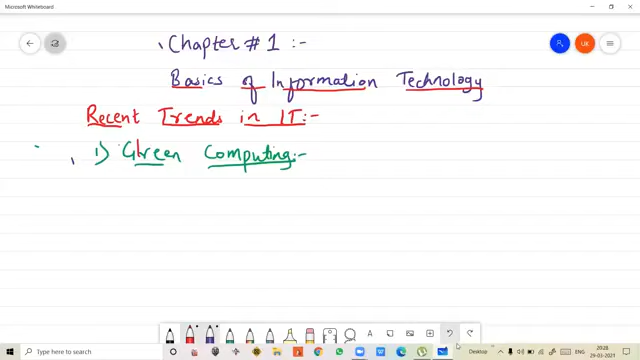 Microsoft Whiteboard
Chapter # 1 :-
UK
Basics of Information Technology
Recent Trends in IT :-
1) Green Computing :-
Type here to search
Desktop
ENG
20:28
29-03-2021